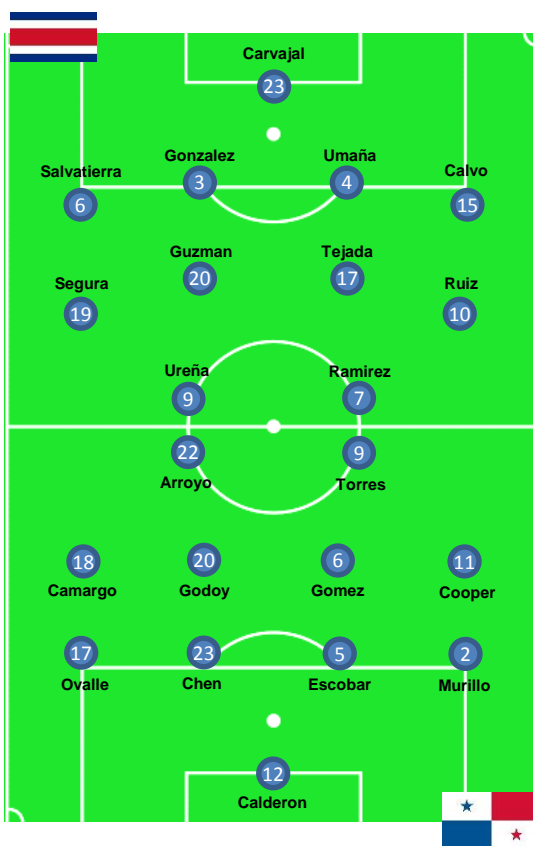 Carvajal
23
Gonzalez
Umaña
Salvatierra
Calvo
3
4
6
15
Guzman
Tejada
20
17
Segura
Ruiz
19
10
Ureña
Ramirez
9
7
22
9
Arroyo
Torres
18
20
6
11
Camargo
Godoy
Gomez
Cooper
17
23
5
2
Ovalle
Chen
Escobar
Murillo
12
Calderon